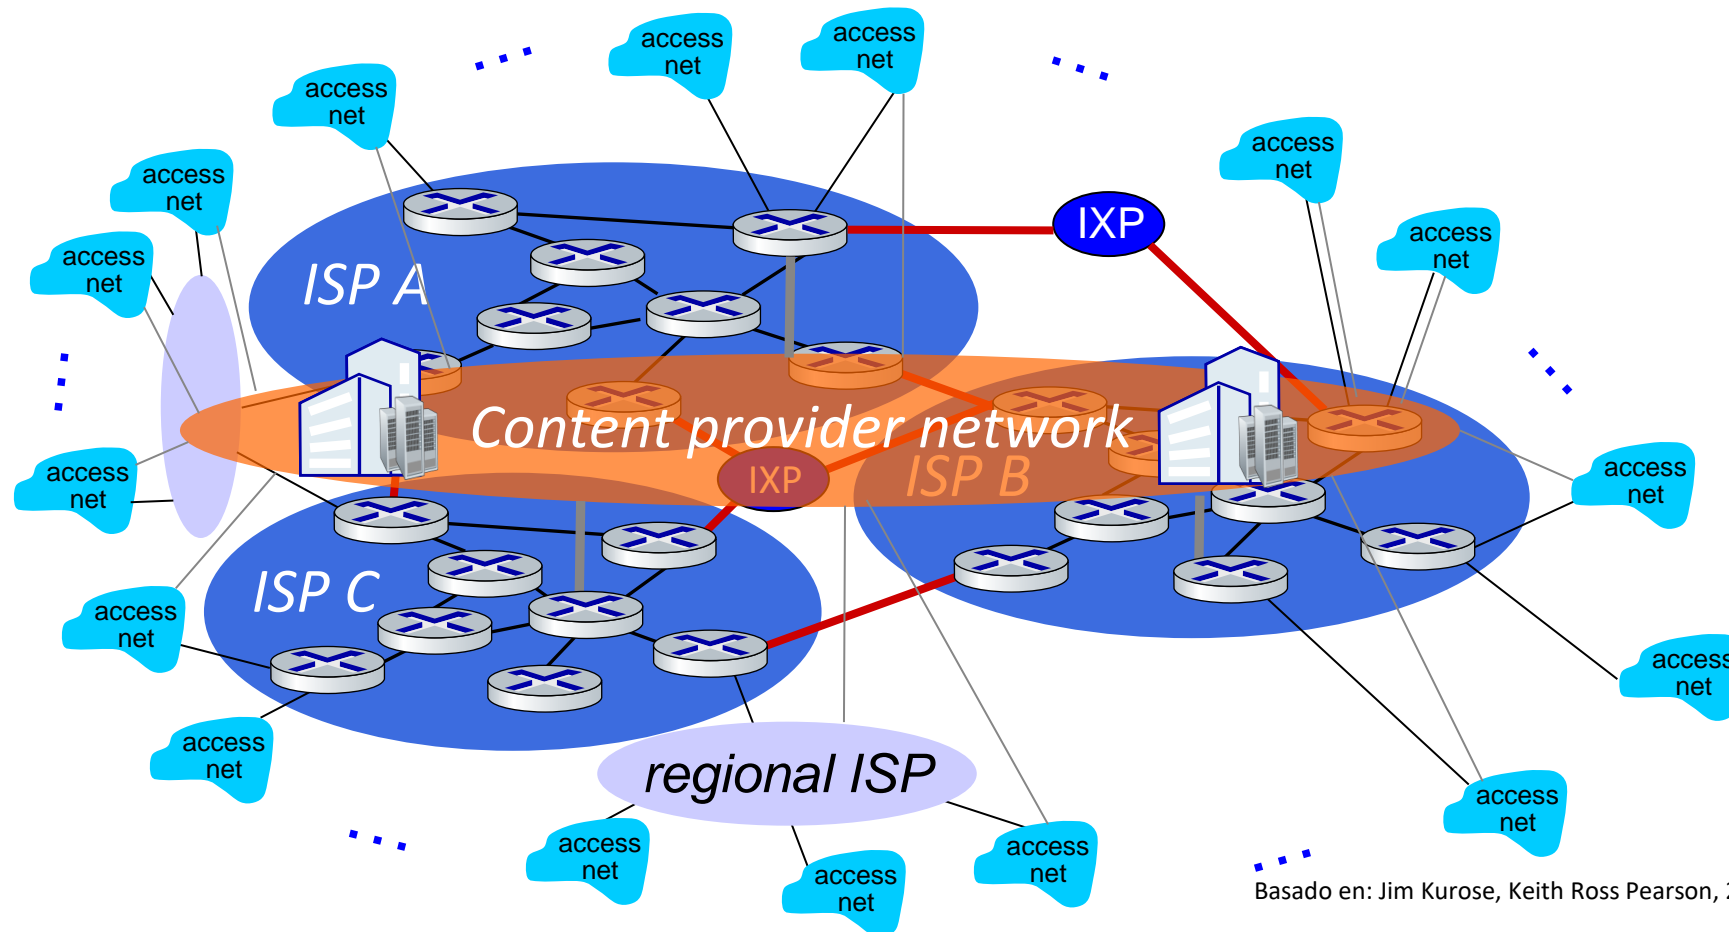 access
net
access
net
access
net
access
net
access
net
access
net
access
net
access
net
IXP
ISP A
Content provider network
ISP B
IXP
access
net
access
net
ISP C
access
net
access
net
access
net
regional ISP
access
net
access
net
access
net
access
net
Basado en: Jim Kurose, Keith Ross Pearson,